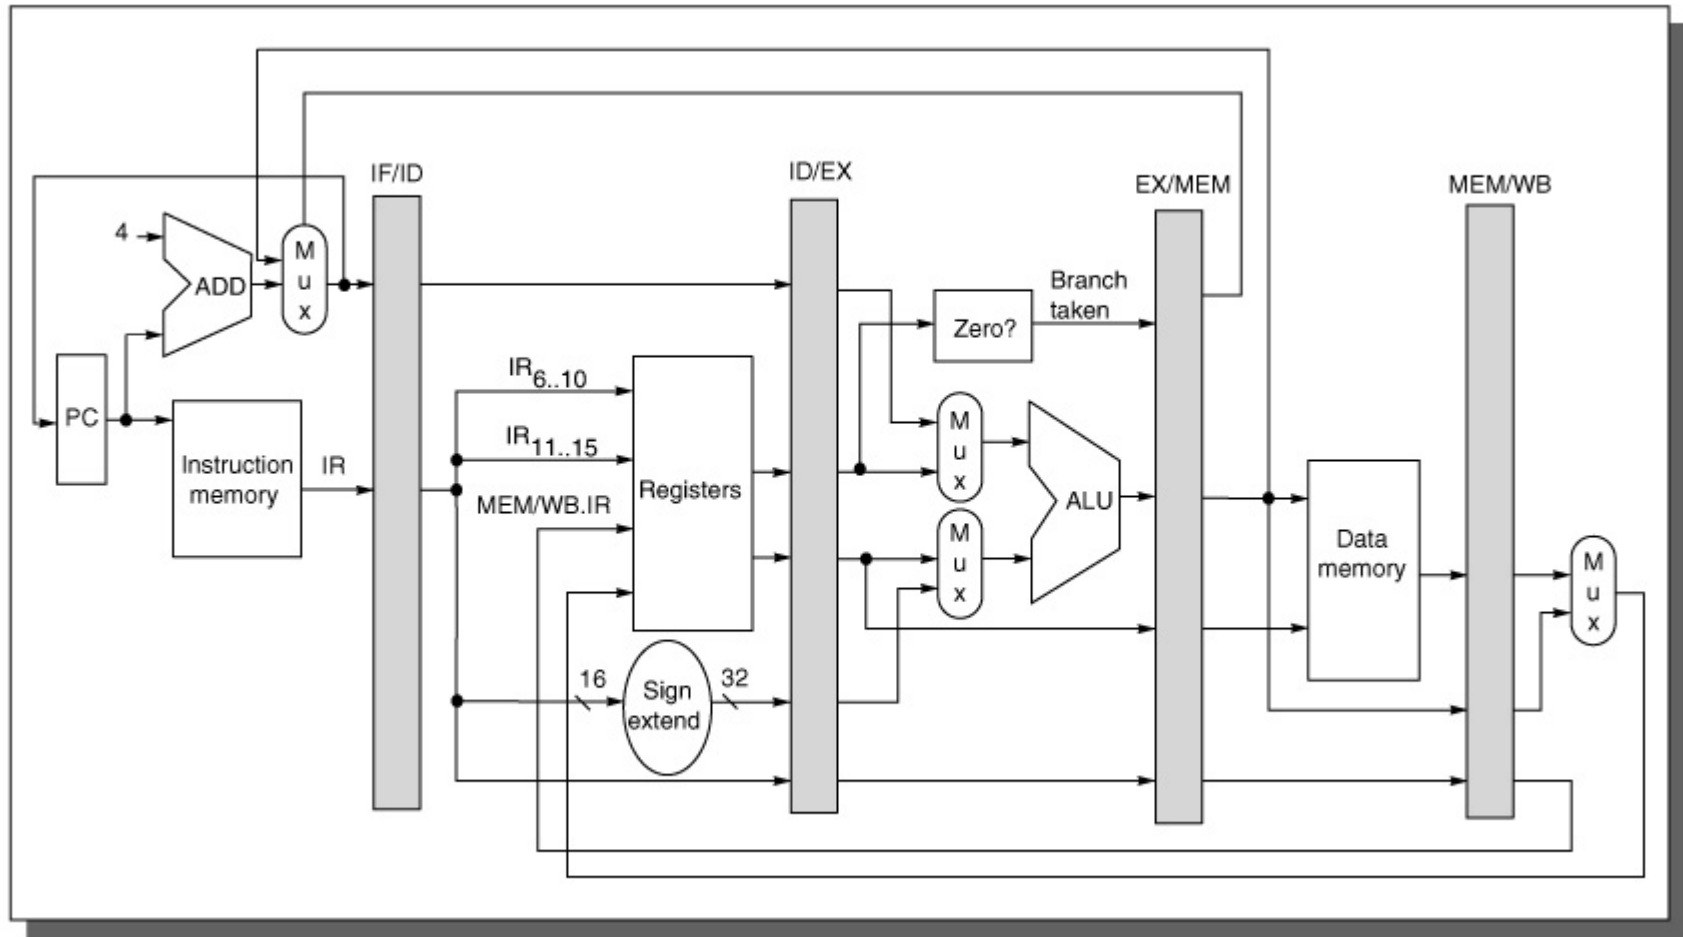 IF/ID
ID/EX
EX/MEM
MEM/WB
4
ADD
M
u
x
PC
Instruction
memory
IR
IR6..10
IR11..15
MEM/WB.IR
Registers
16
Sign
extend
32
Zero?
Branch
taken
M
u
x
M
u
x
ALU
Data
memory
M
u
x